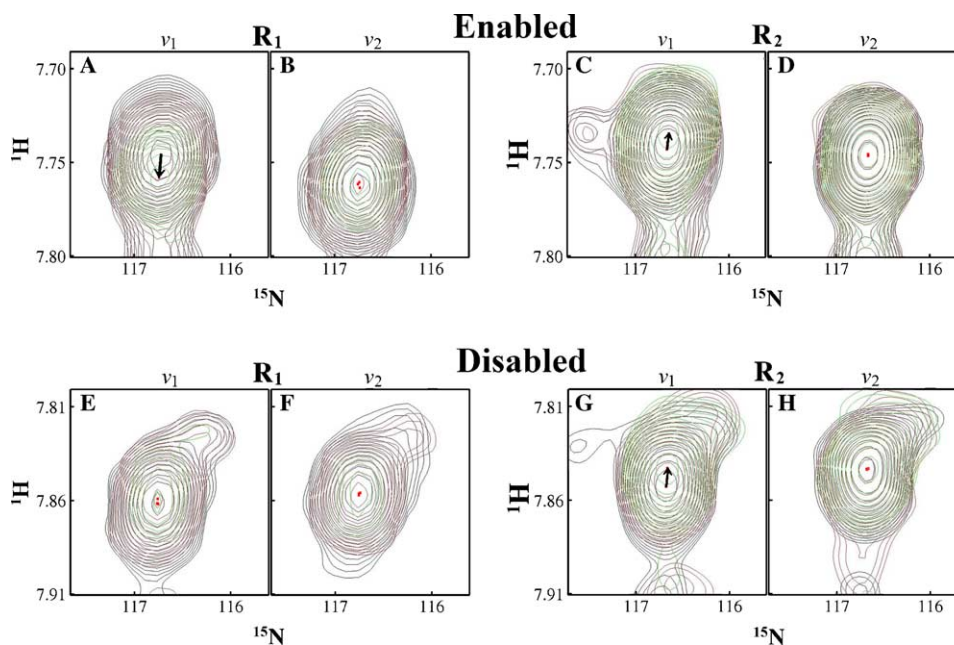 Enabled
v1 R1 v2 v1 R2 v2
A B C D
7.70 7.70
7.75 7.75
7.80 7.80
1H 1H
117 116 117 116 117 116 117 116
15N 15N
Disabled
v1 R1 v2 v1 R2 v2
E F G H
7.81 7.81
7.86 7.86
7.91 7.91
1H 1H
117 116 117 116 117 116 117 116
15N 15N